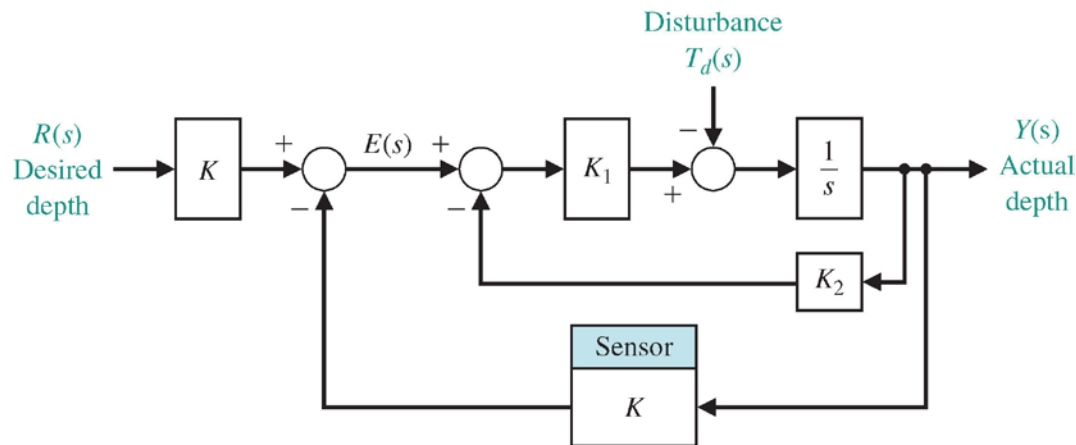 Disturbance
T_d(s)
R(s)
Desired
depth
K
+
−
E(s)
+
−
K_1
−
+
1
s
Y(s)
Actual
depth
K_2
Sensor
K